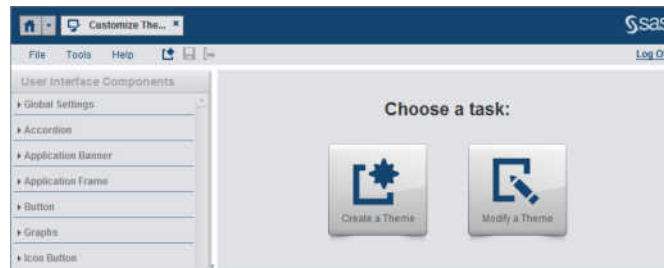 Customize The...
sas
File Tools Help
Log O
User Interface Components
Global Settings
Accordion
Application Banner
Application Frame
Button
Graphs
Icon Button
Choose a task:
Create a Theme
Modify a Theme